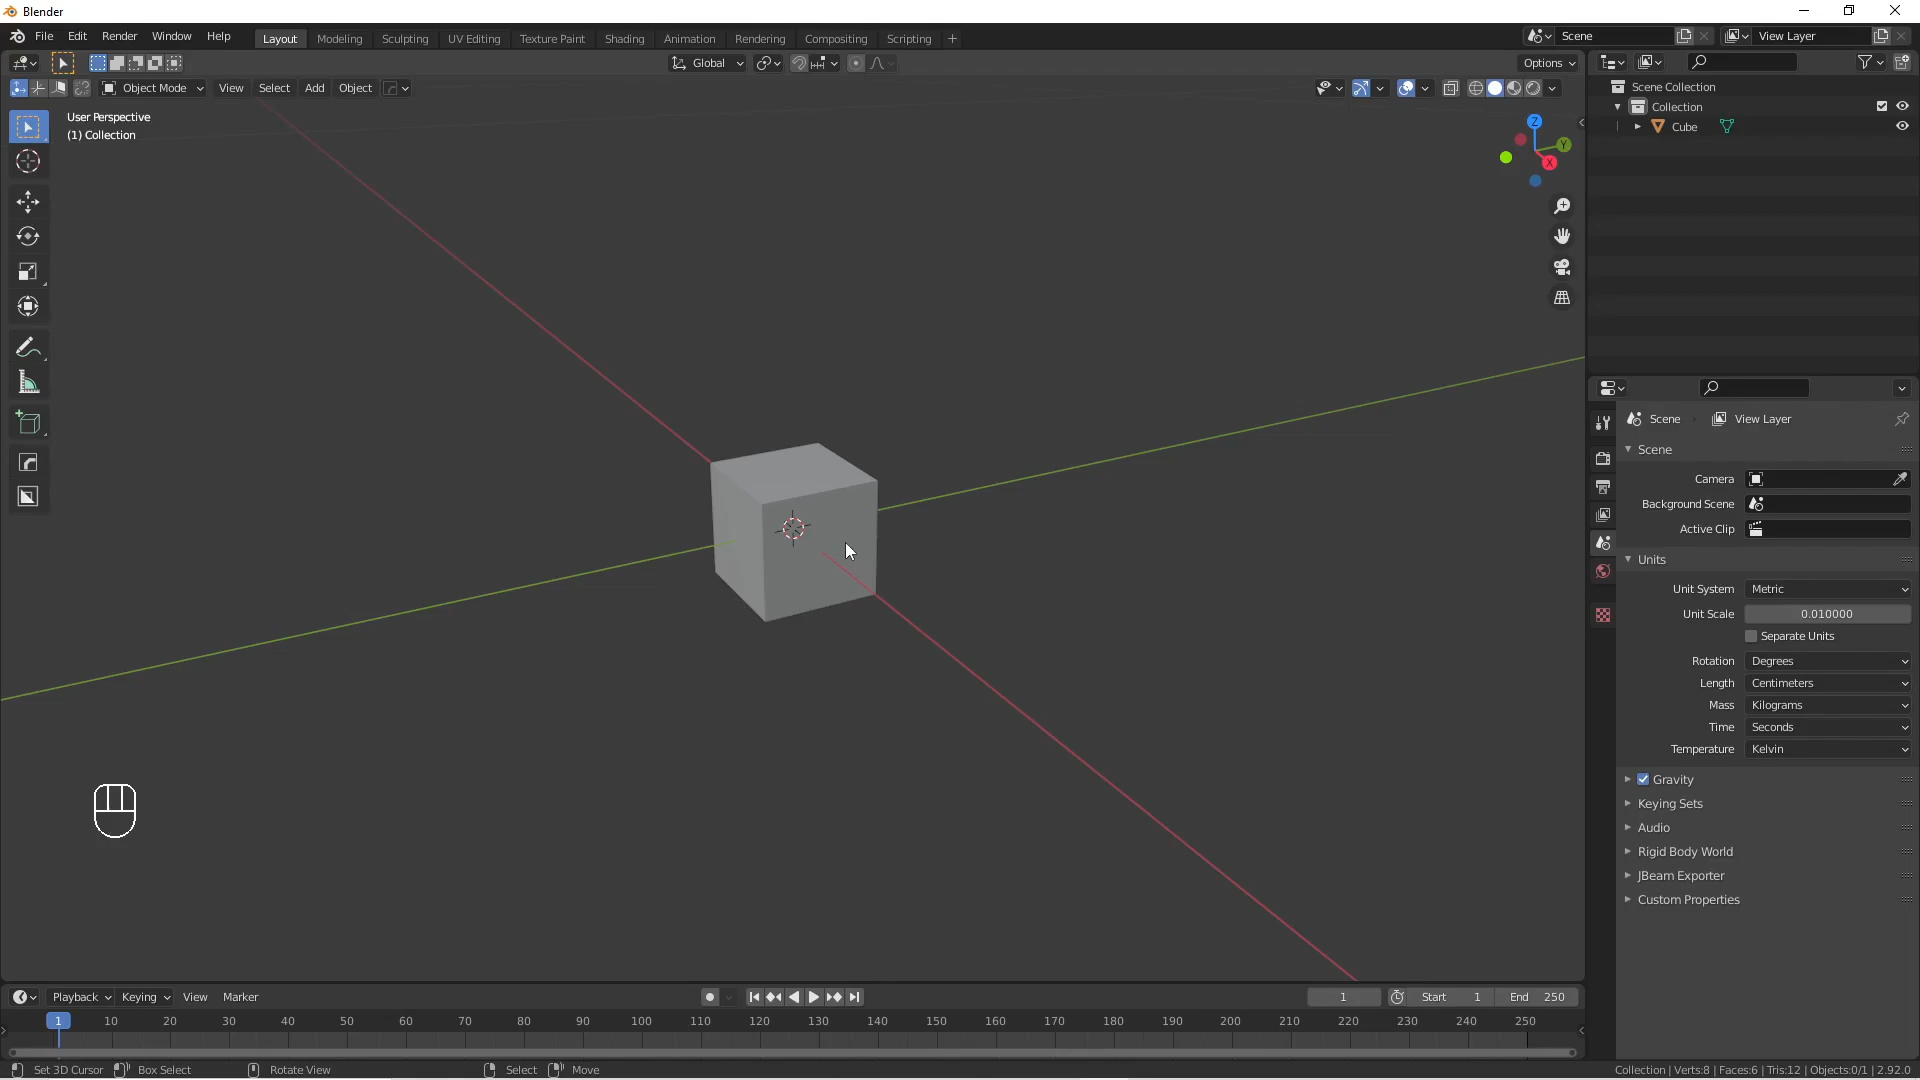 Blender
File Edit Render Window Help
Layout Modeling Sculpting UV Editing Texture Paint Shading Animation Rendering Compositing Scripting +
Scene
View Layer
Global
Options
Object Mode View Select Add Object
User Perspective
(1) Collection
Z
Y
X
Scene Collection
Collection
Cube
Scene View Layer
Scene
Camera
Background Scene
Active Clip
Units
Unit System Metric
Unit Scale 0.010000
Separate Units
Rotation Degrees
Length Centimeters
Mass Kilograms
Time Seconds
Temperature Kelvin
Gravity
Keying Sets
Audio
Rigid Body World
JBeam Exporter
Custom Properties
Playback Keying View Marker
1 Start 1 End 250
1 10 20 30 40 50 60 70 80 90 100 110 120 130 140 150 160 170 180 190 200 210 220 230 240 250
Set 3D Cursor Box Select Rotate View Select Move
Collection | Verts:8 | Faces:6 | Tris:12 | Objects:0/1 | 2.92.0